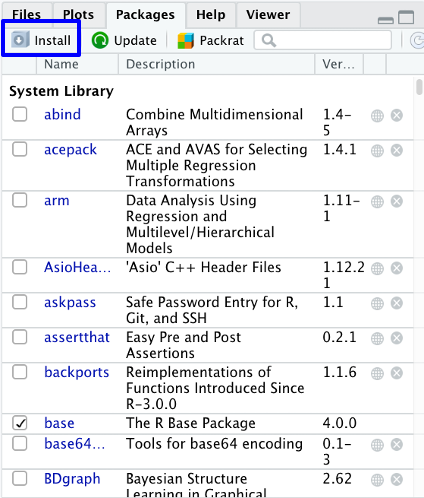 Files Plots Packages Help Viewer
Install Update Packrat
Name Description Ver...
System Library
abind Combine Multidimensional Arrays 1.4-5
acepack ACE and AVAS for Selecting Multiple Regression Transformations 1.4.1
arm Data Analysis Using Regression and Multilevel/Hierarchical Models 1.11-1
AsioHea... 'Asio' C++ Header Files 1.12.21
askpass Safe Password Entry for R, Git, and SSH 1.1
assertthat Easy Pre and Post Assertions 0.2.1
backports Reimplementations of Functions Introduced Since R-3.0.0 1.1.6
base The R Base Package 4.0.0
base64... Tools for base64 encoding 0.1-3
BDgraph Bayesian Structure Learning in Graphical 2.62